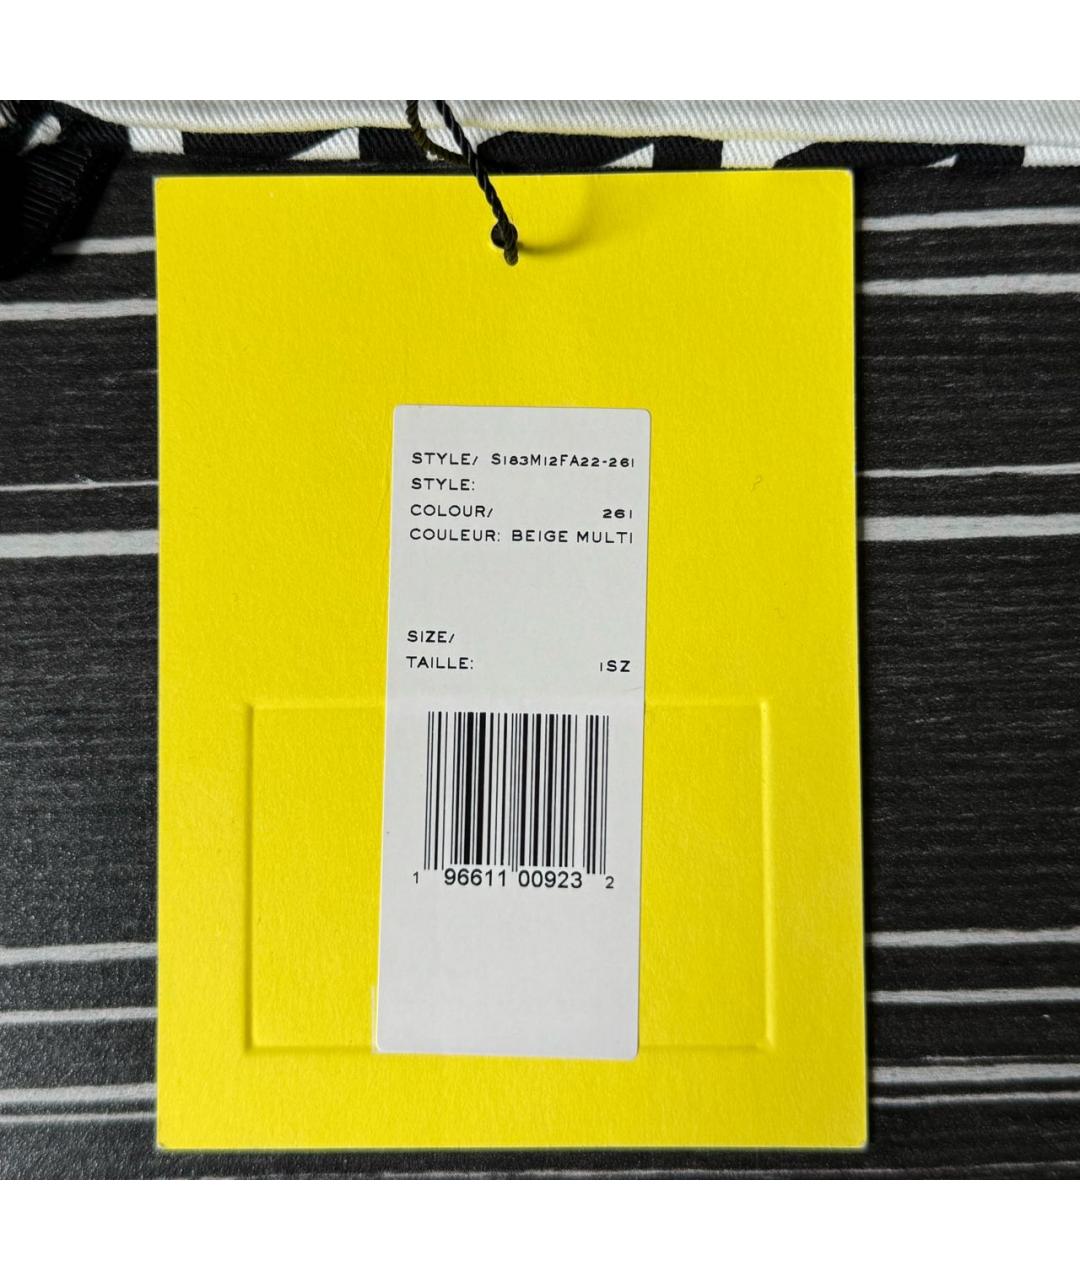 STYLE/ S183M12FA22-261
STYLE:
COLOUR/ 261
COULEUR: BEIGE MULTI
SIZE/
TAILLE: 1SZ
1 96611 00923 2